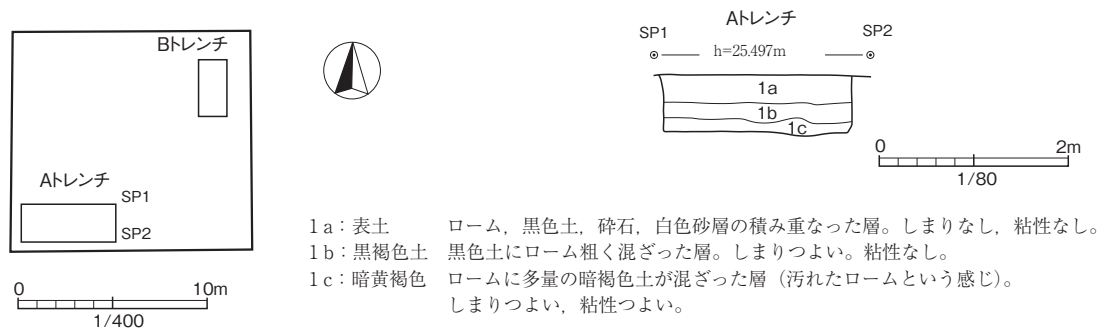 Bトレンチ
Aトレンチ
SP1
SP2
0 10m
1/400
Aトレンチ
SP1 SP2
h=25.497m
1a
1b
1c
0 2m
1/80
1a：表土 ローム，黒色土，砕石，白色砂層の積み重なった層。しまりなし，粘性なし。
1b：黒褐色土 黒色土にローム粗く混ざった層。しまりつよい。粘性なし。
1c：暗黄褐色 ロームに多量の暗褐色土が混ざった層（汚れたロームという感じ）。
しまりつよい，粘性つよい。